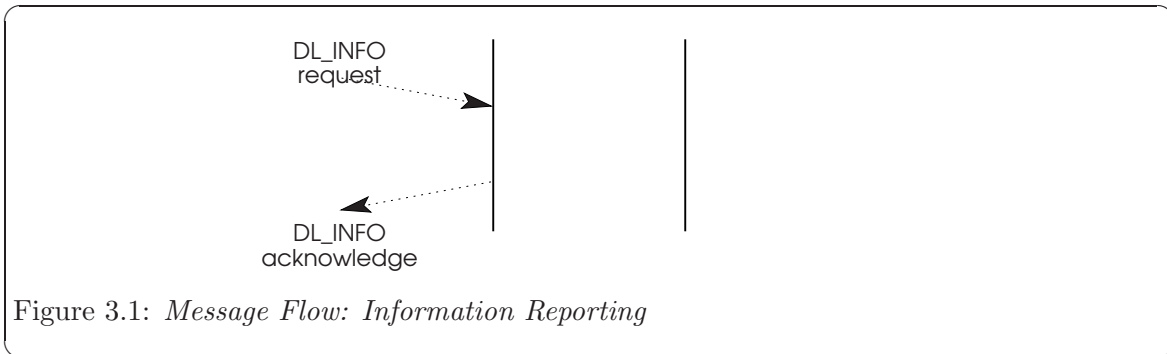 DL_INFO
request
DL_INFO
acknowledge
Figure 3.1: Message Flow: Information Reporting